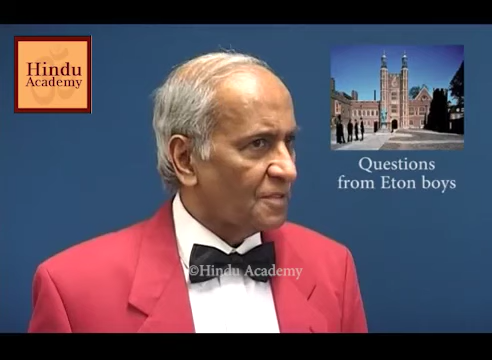 Hindu
Academy
Questions
from Eton boys
©Hindu Academy